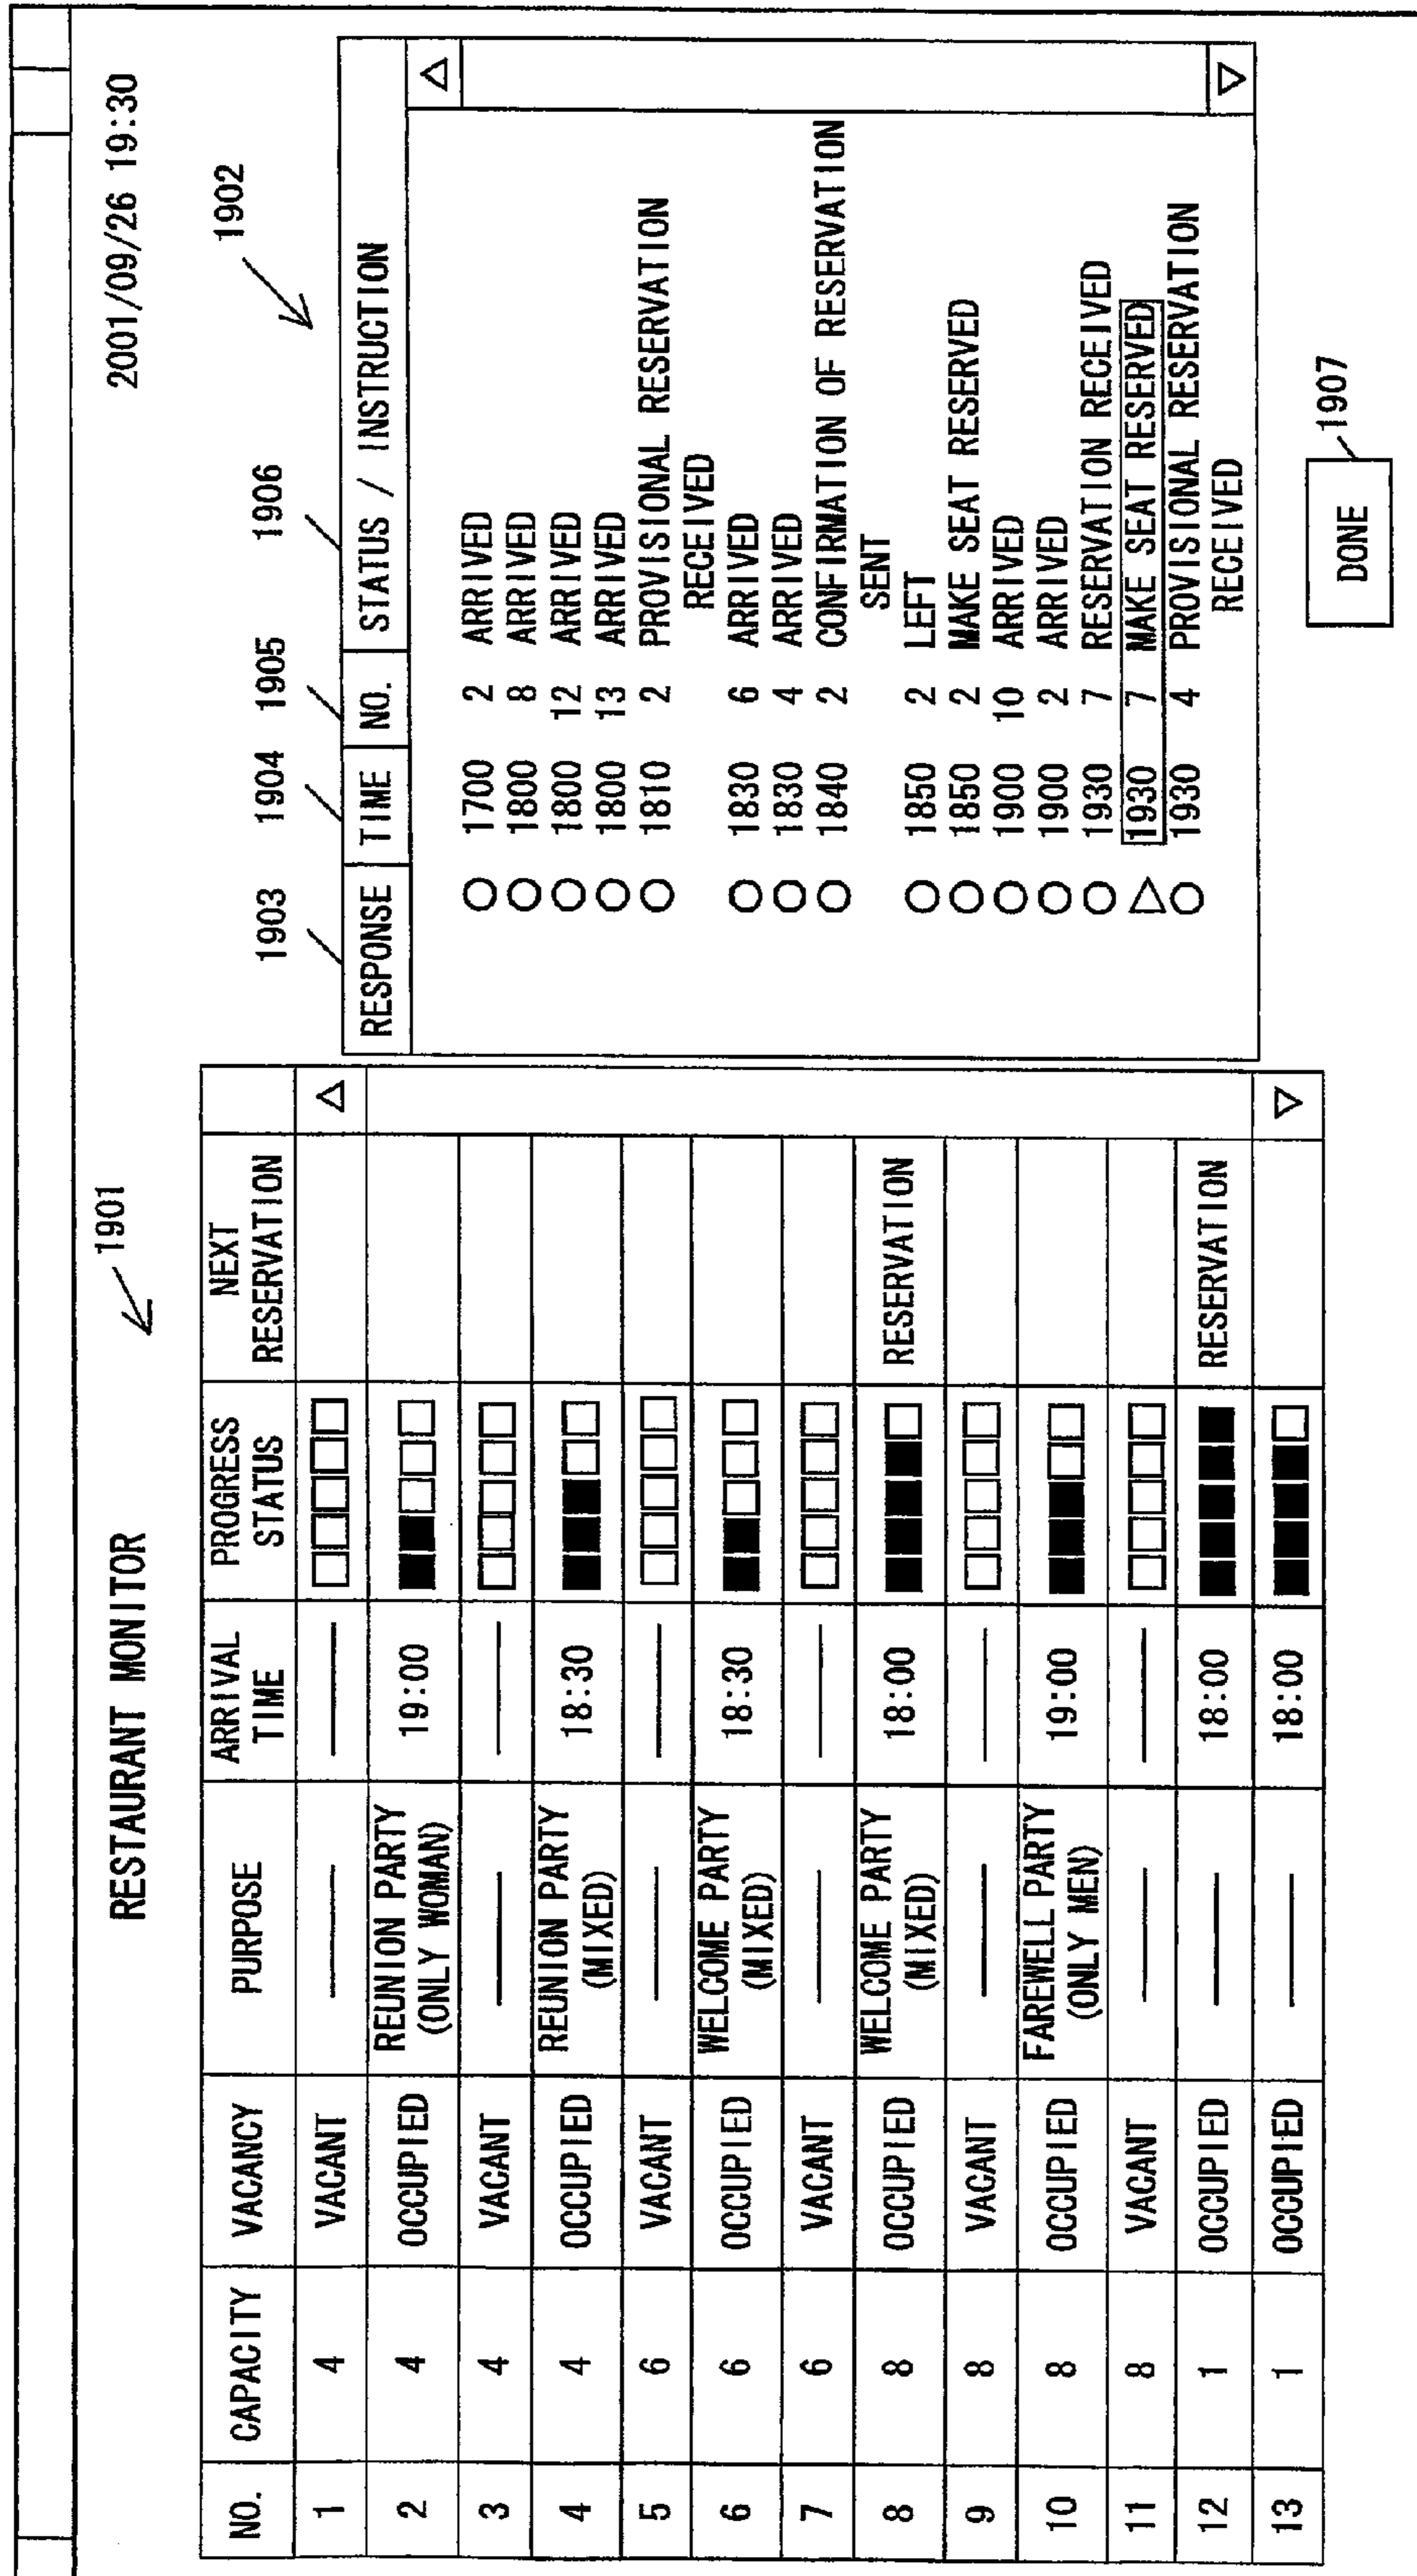 2001/09/26 19:30
RESTAURANT MONITOR
1901
NO. CAPACITY VACANCY PURPOSE ARRIVAL TIME PROGRESS STATUS NEXT RESERVATION
1 4 VACANT
2 4 OCCUPIED REUNION PARTY (ONLY WOMAN) 19:00
3 4 VACANT
4 4 OCCUPIED REUNION PARTY (MIXED) 18:30
5 6 VACANT
6 6 OCCUPIED WELCOME PARTY (MIXED) 18:30
7 6 VACANT
8 8 OCCUPIED WELCOME PARTY (MIXED) 18:00 RESERVATION
9 8 VACANT
10 8 OCCUPIED FAREWELL PARTY (ONLY MEN) 19:00
11 8 VACANT
12 1 OCCUPIED 18:00 RESERVATION
13 1 OCCUPIED 18:00
1902
1903 1904 1905 1906
RESPONSE TIME NO. STATUS / INSTRUCTION
○ 1700 2 ARRIVED
○ 1800 8 ARRIVED
○ 1800 12 ARRIVED
○ 1800 13 ARRIVED
○ 1810 2 PROVISIONAL RESERVATION
RECEIVED
○ 1830 6 ARRIVED
○ 1830 4 ARRIVED
○ 1840 2 CONFIRMATION OF RESERVATION
SENT
○ 1850 2 LEFT
○ 1850 2 MAKE SEAT RESERVED
○ 1900 10 ARRIVED
○ 1900 2 ARRIVED
○ 1930 7 RESERVATION RECEIVED
△ 1930 7 MAKE SEAT RESERVED
○ 1930 4 PROVISIONAL RESERVATION
RECEIVED
DONE
1907